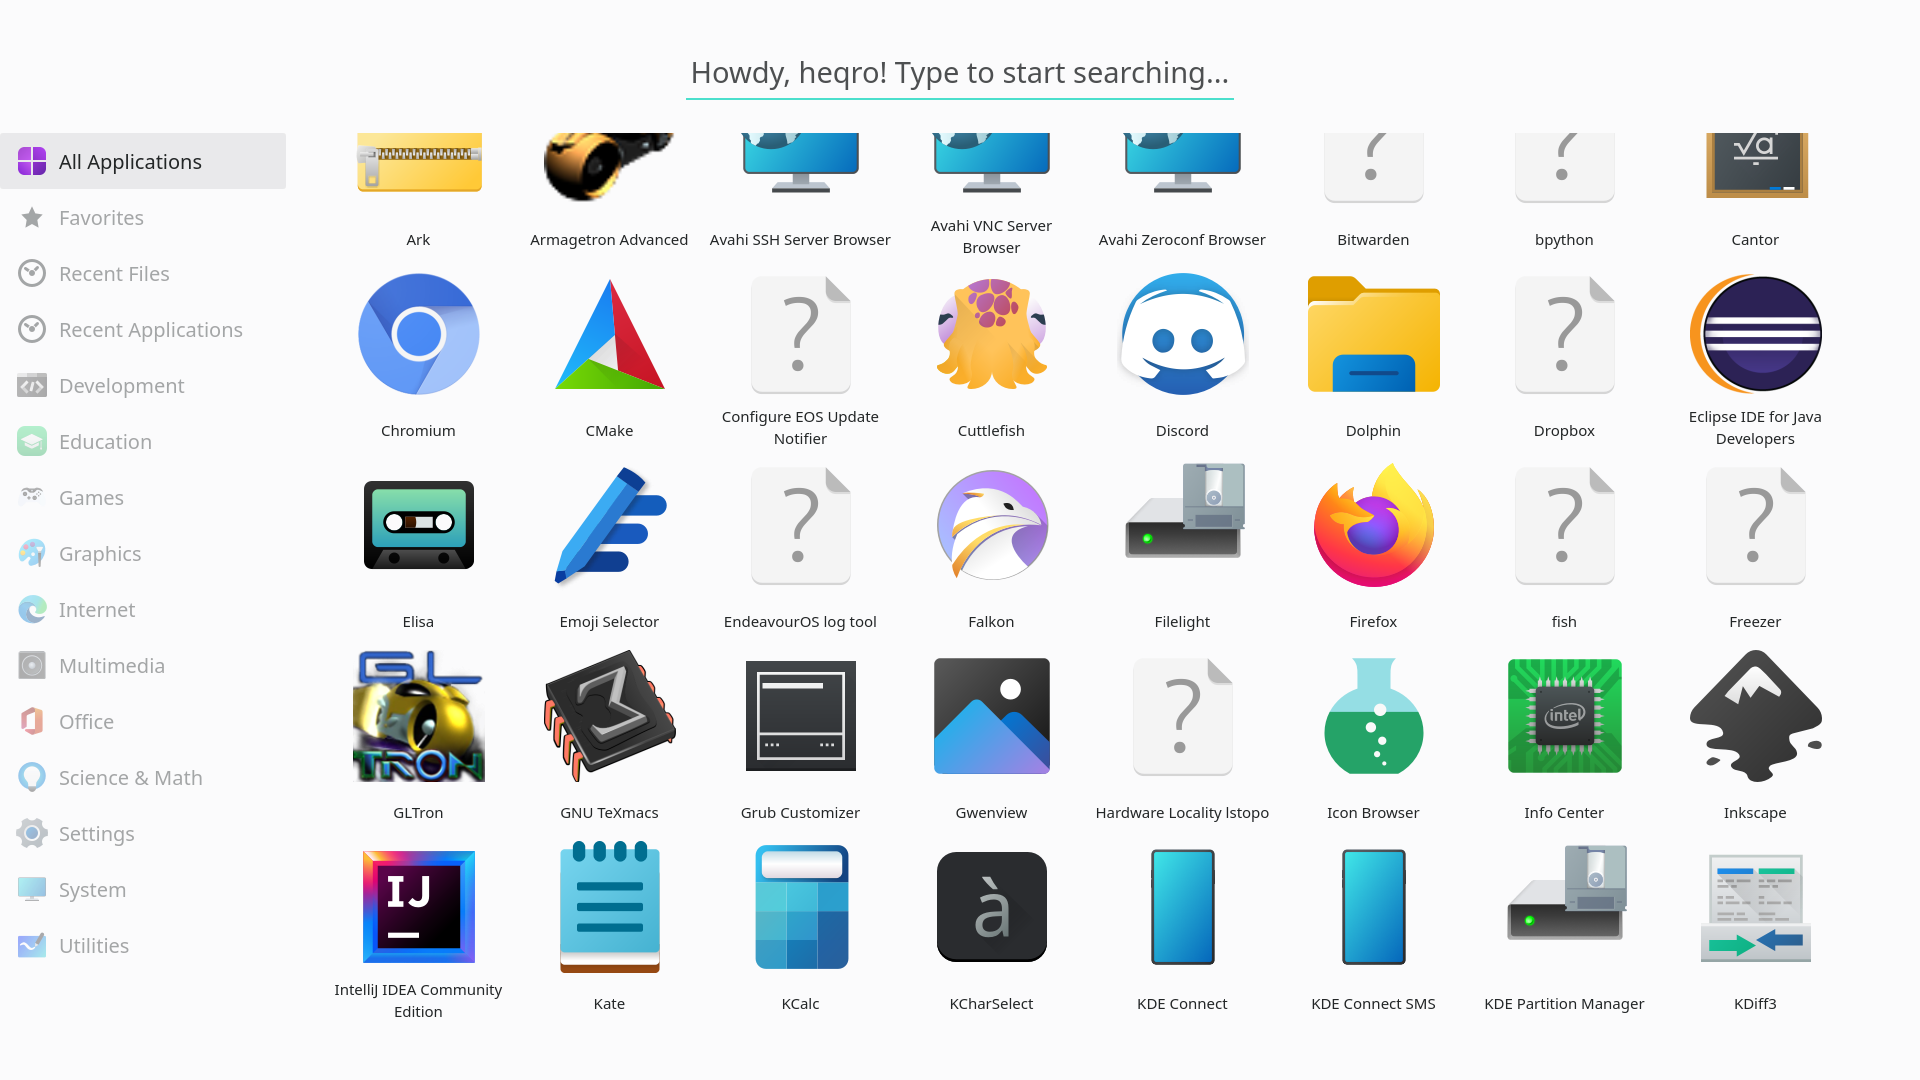 Howdy, heqro! Type to start searching...
All Applications
Favorites
Recent Files
Recent Applications
Development
Education
Games
Graphics
Internet
Multimedia
Office
Science & Math
Settings
System
Utilities
√a
Ark
Armagetron Advanced
Avahi SSH Server Browser
Avahi VNC Server
Browser
Avahi Zeroconf Browser
Bitwarden
bpython
Cantor
Chromium
CMake
Configure EOS Update
Notifier
Cuttlefish
Discord
Dolphin
Dropbox
Eclipse IDE for Java
Developers
Elisa
Emoji Selector
EndeavourOS log tool
Falkon
Filelight
Firefox
fish
Freezer
GL
TRON
intel
GLTron
GNU TeXmacs
Grub Customizer
Gwenview
Hardware Locality lstopo
Icon Browser
Info Center
Inkscape
IJ
à
IntelliJ IDEA Community
Edition
Kate
KCalc
KCharSelect
KDE Connect
KDE Connect SMS
KDE Partition Manager
KDiff3